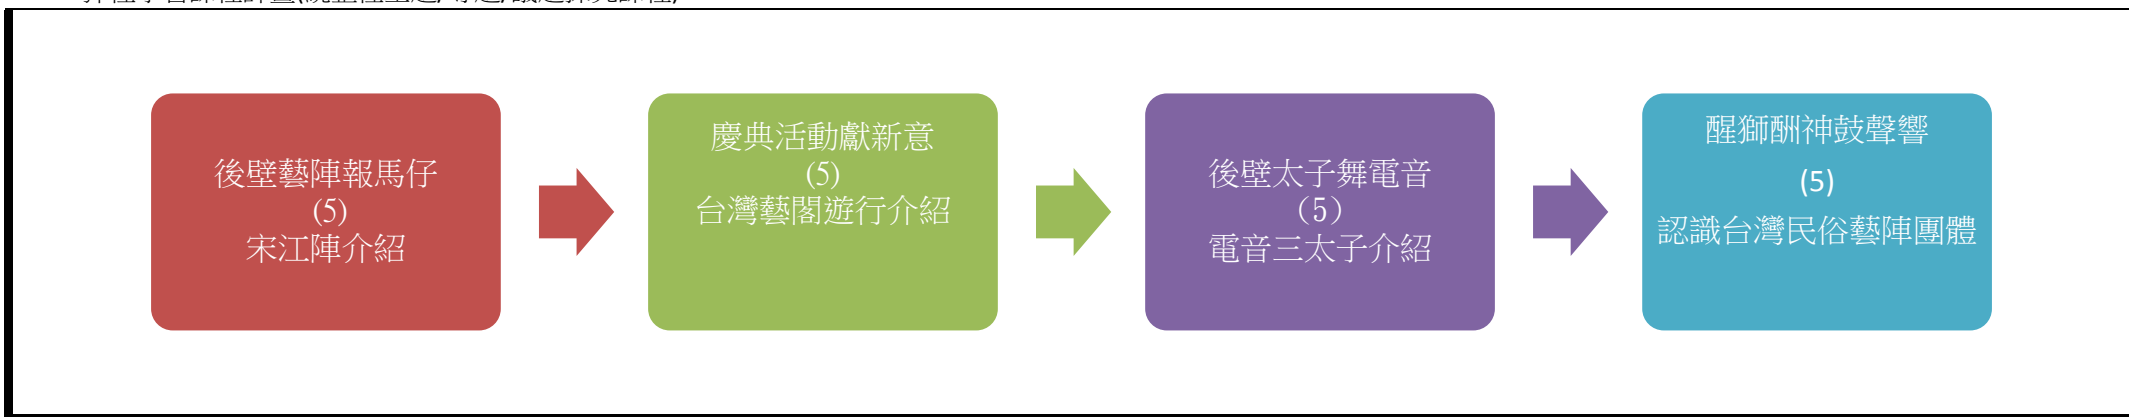 後壁藝陣報馬仔
(5)
宋江陣介紹
慶典活動獻新意
(5)
台灣藝閣遊行介紹
後壁太子舞電音
（5）
電音三太子介紹
醒獅酬神鼓聲響
(5)
認識台灣民俗藝陣團體